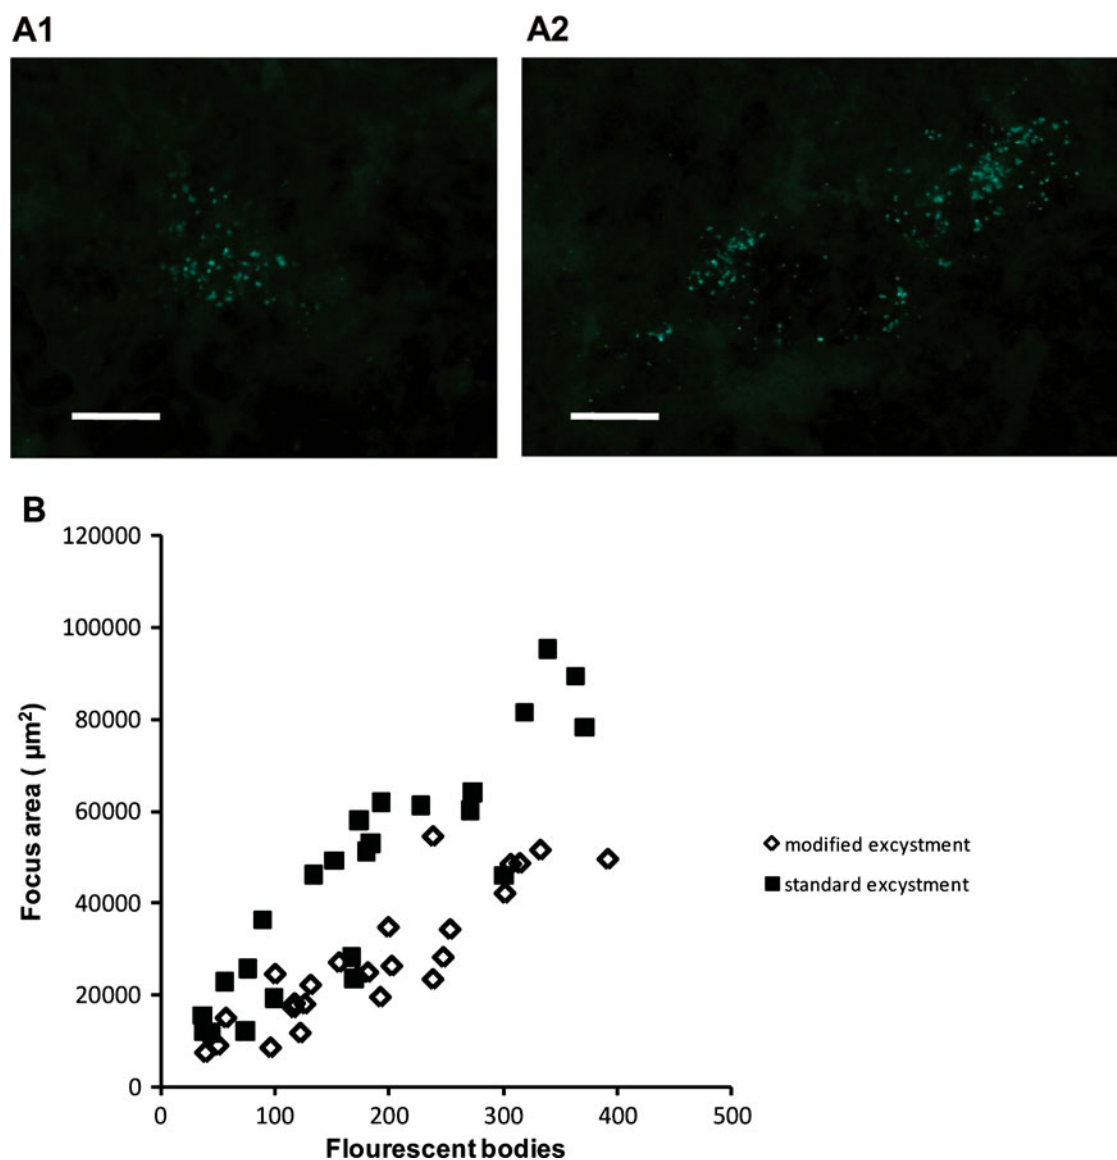 A1
A2
B
120000
100000
80000
60000
40000
20000
0
Focus area ( µm²)
0 100 200 300 400 500
Flourescent bodies
modified excystment
standard excystment